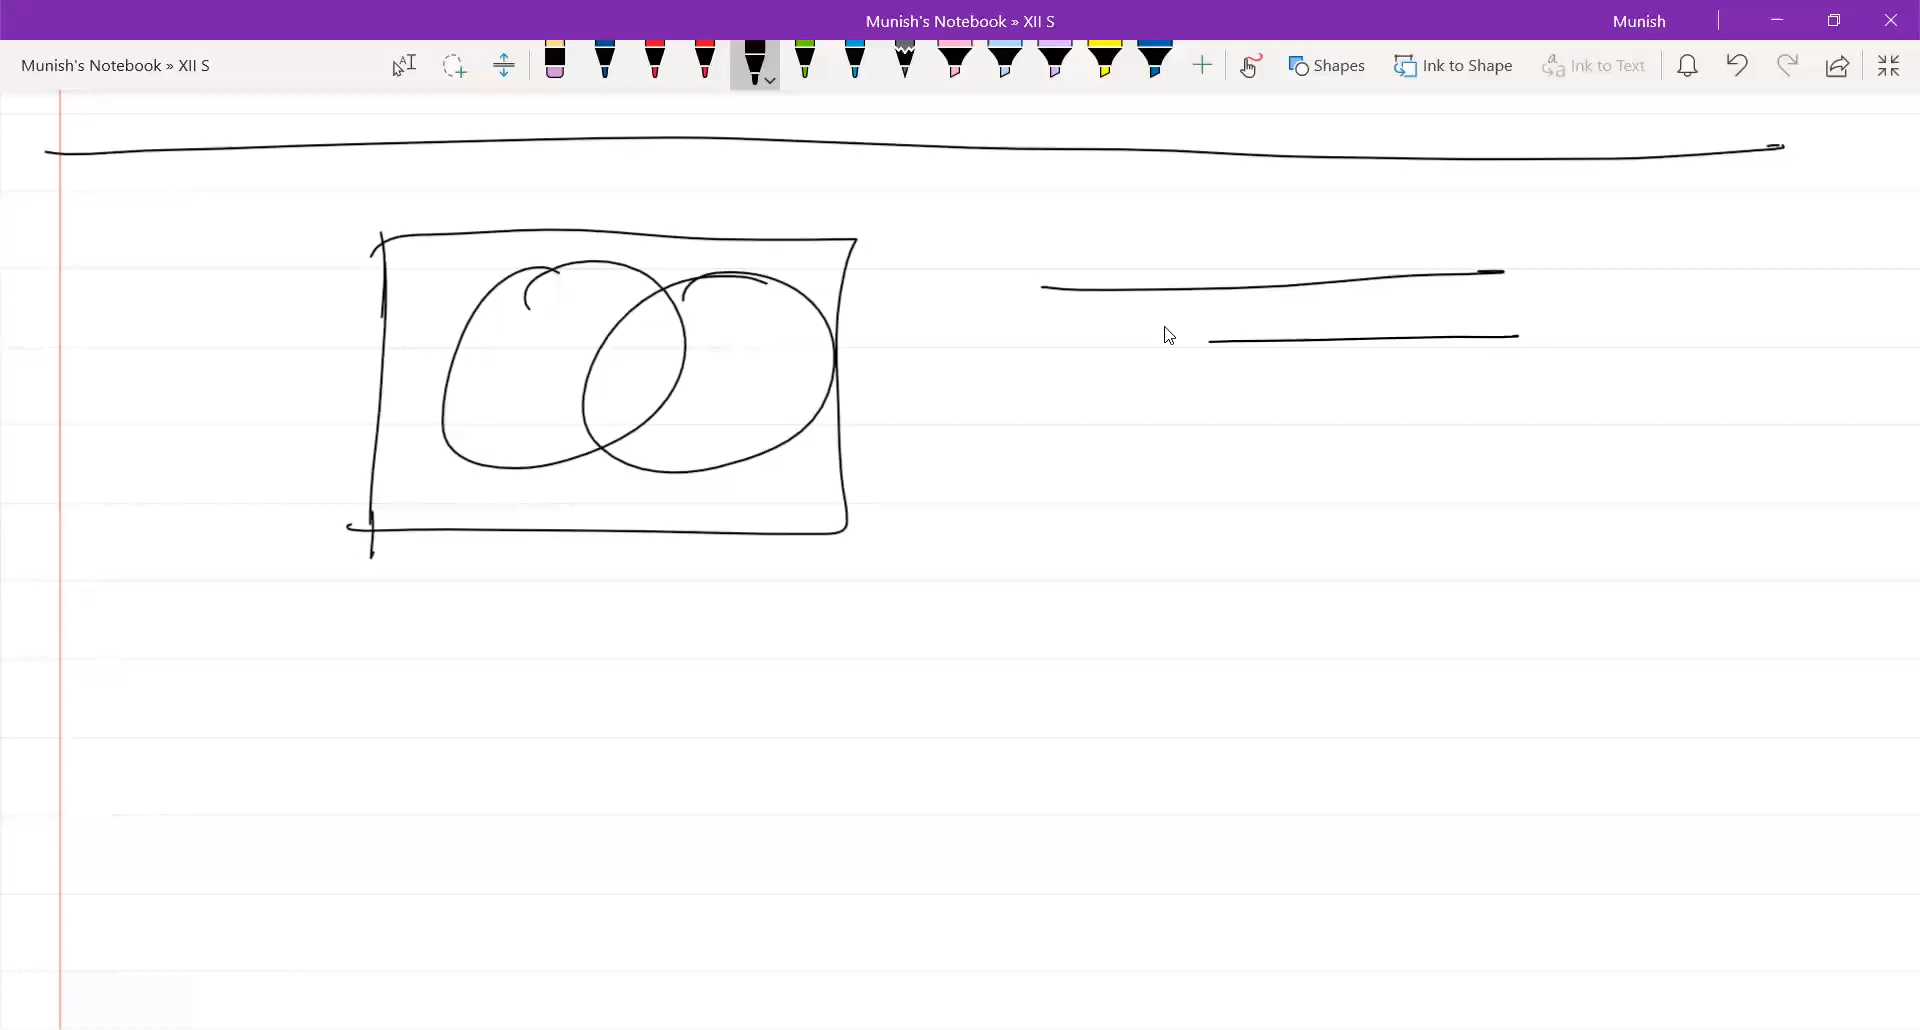 Munish's Notebook » XII S
Munish
Munish's Notebook » XII S
Shapes
Ink to Shape
Ink to Text